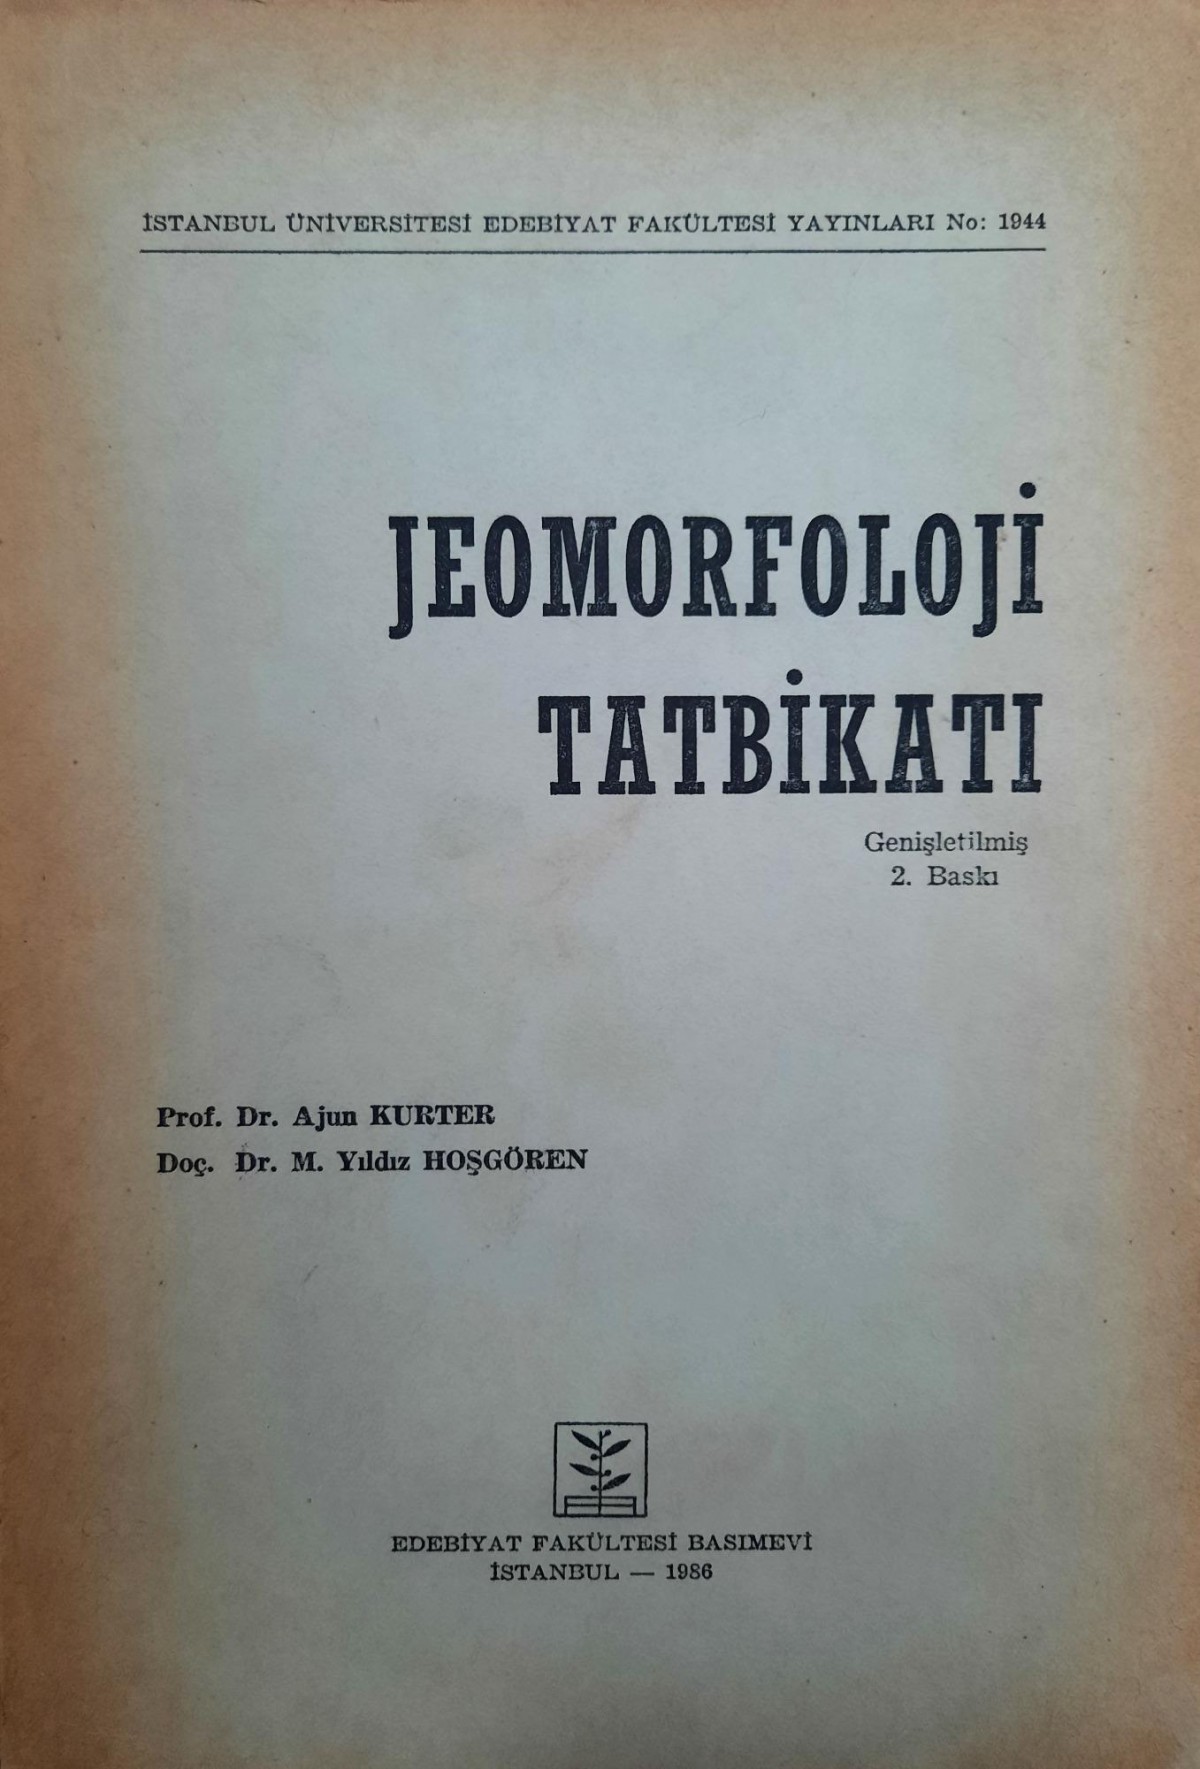 İSTANBUL ÜNİVERSİTESİ EDEBİYAT FAKÜLTESİ YAYINLARI No: 1944
JEOMORFOLOJİ
TATBİKATI
Genişletilmiş
2. Baskı
Prof. Dr. Ajun KURTER
Doç. Dr. M. Yıldız HOŞGÖREN
EDEBİYAT FAKÜLTESİ BASIMEVİ
İSTANBUL — 1986